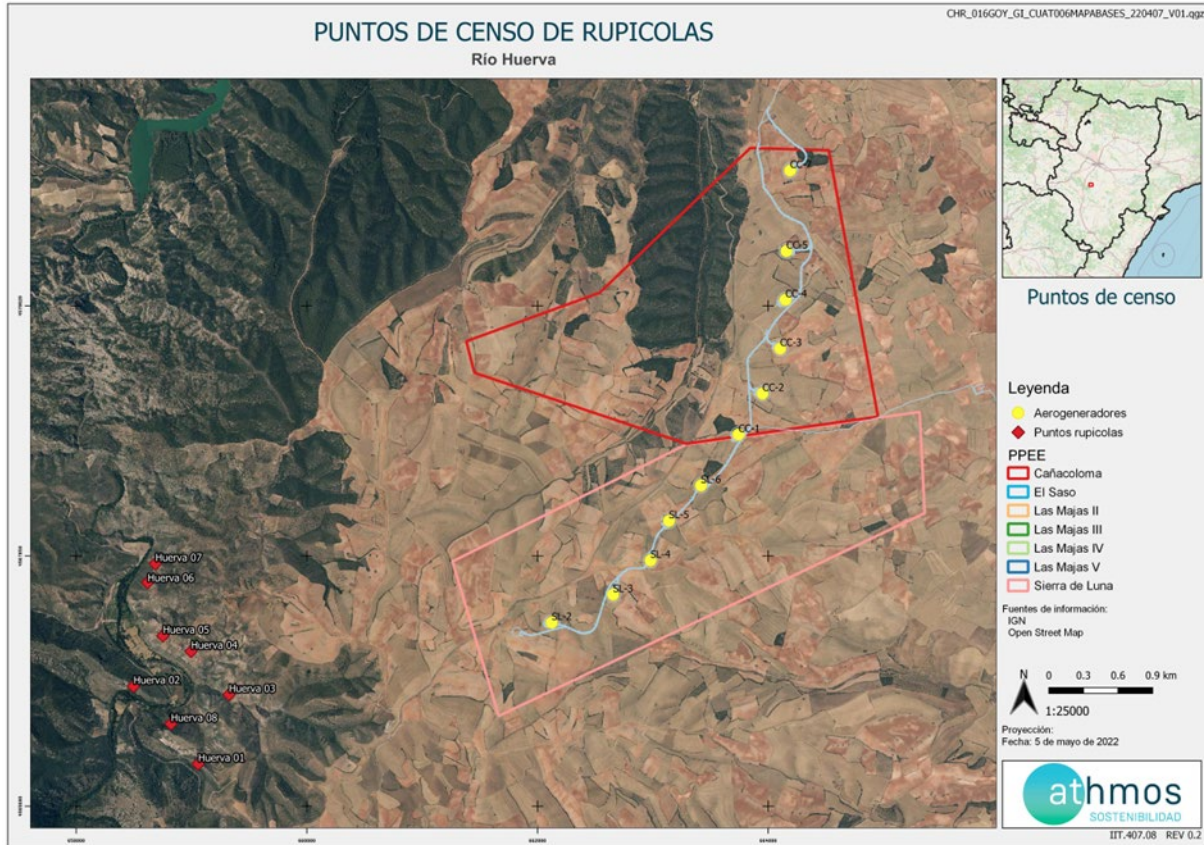 CHR_016GOY_GI_CUAT006MAPABASES_220407_V01.qgz
PUNTOS DE CENSO DE RUPICOLAS
Río Huerva
CC-5
CC-4
CC-3
CC-2
CC-1
SL-6
SL-5
SL-4
SL-3
SL-2
Huerva 07
Huerva 06
Huerva 05
Huerva 04
Huerva 02
Huerva 03
Huerva 08
Huerva 01
658000
660000
662000
664000
Puntos de censo
Leyenda
Aerogeneradores
Puntos rupicolas
PPEE
Cañacoloma
El Saso
Las Majas II
Las Majas III
Las Majas IV
Las Majas V
Sierra de Luna
Fuentes de información:
IGN
Open Street Map
N
0 0.3 0.6 0.9 km
1:25000
Proyección:
Fecha: 5 de mayo de 2022
athmos
SOSTENIBILIDAD
IIT.407.08 REV 0.2